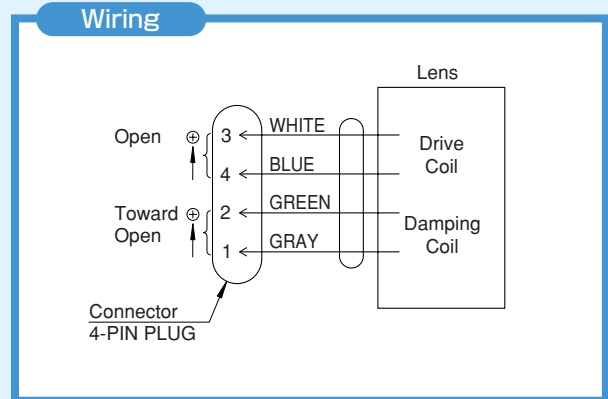 Wiring
Lens
Open ⊕ 3 WHITE
Drive
Coil
4 BLUE
Toward ⊕ 2 GREEN
Open
Damping
Coil
1 GRAY
Connector
4-PIN PLUG